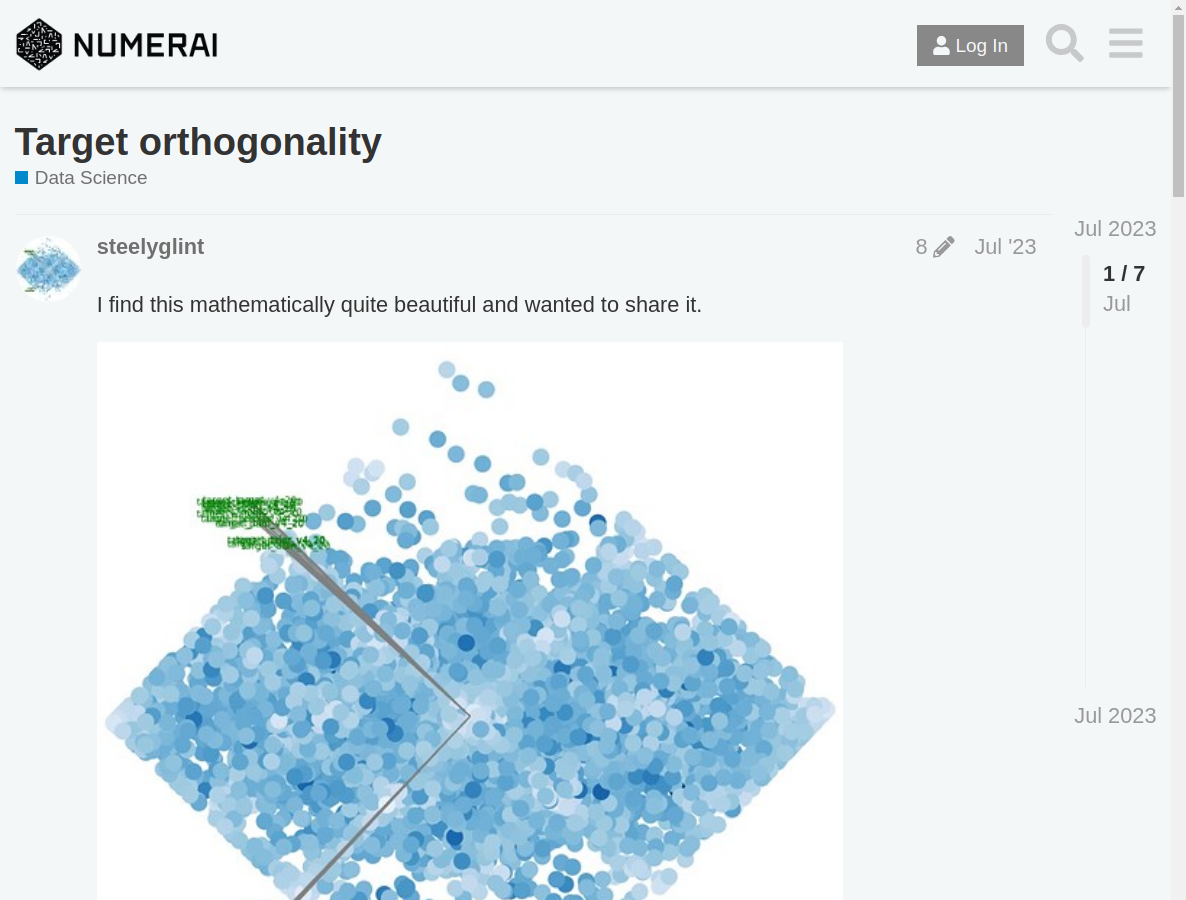 NUMERAI
Log In
Target orthogonality
Data Science
Jul 2023
steelyglint
8
Jul '23
1 / 7
Jul
I find this mathematically quite beautiful and wanted to share it.
Jul 2023